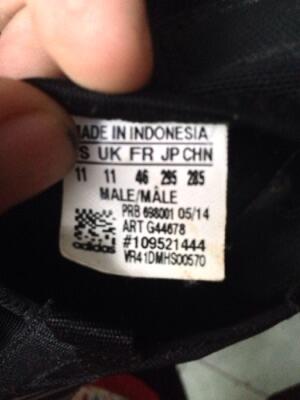 MADE IN INDONESIA
US UK FR JP CHN
11 11 46 295 285
MALE/MÂLE
PRB 698001 05/14
ART G44678
#109521444
adidas VR41DMHS00570